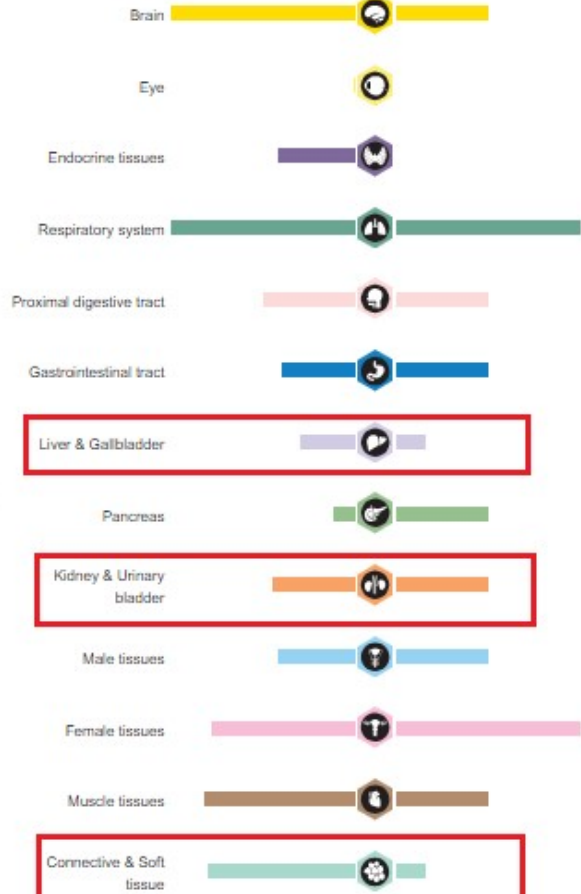 Brain
Eye
Endocrine tissues
Respiratory system
Proximal digestive tract
Gastrointestinal tract
Liver & Gallbladder
Pancreas
Kidney & Urinary
bladder
Male tissues
Female tissues
Muscle tissues
Connective & Soft
tissue